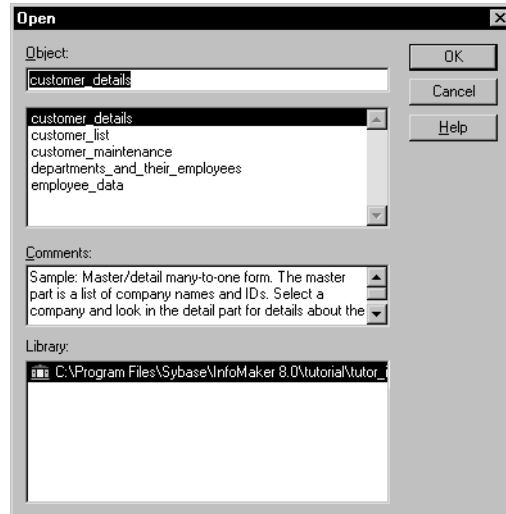 Open
Object:
OK
customer_details
Cancel
customer_details
Help
customer_list
customer_maintenance
departments_and_their_employees
employee_data
Comments:
Sample: Master/detail many-to-one form. The master
part is a list of company names and IDs. Select a
company and look in the detail part for details about the
Library:
C:\Program Files\Sybase\InfoMaker 8.0\tutorial\tutor_i